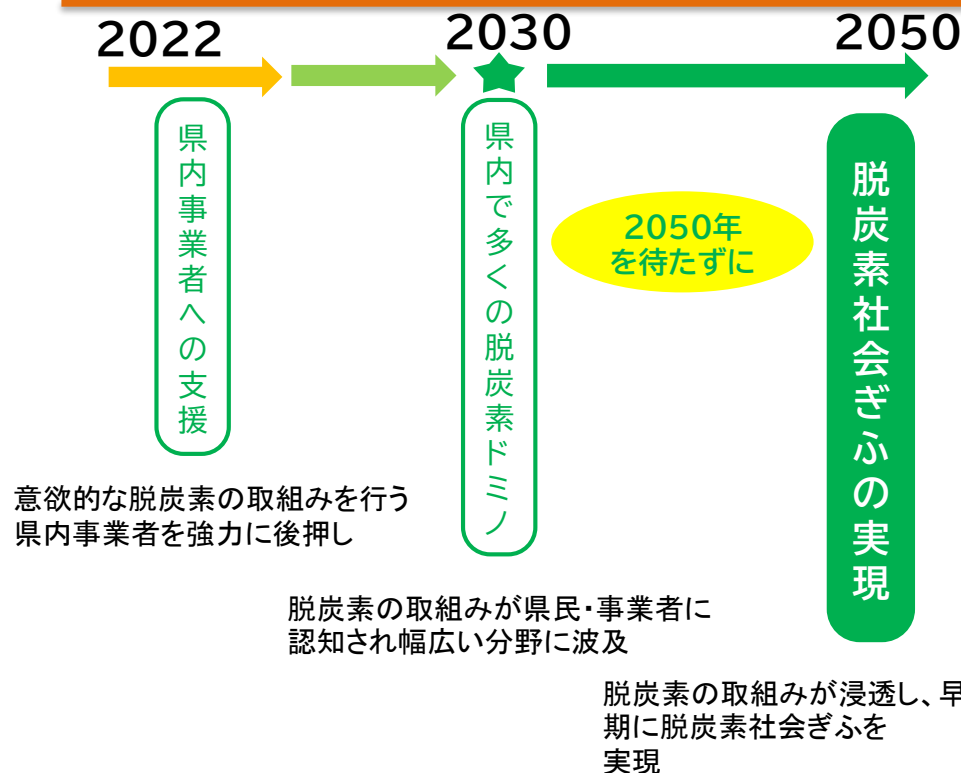 2022
2030
2050
県内事業者への支援
県内で多くの脱炭素ドミノ
2050年
を待たずに
脱炭素社会ぎふの実現
意欲的な脱炭素の取組みを行う
県内事業者を強力に後押し
脱炭素の取組みが県民・事業者に
認知され幅広い分野に波及
脱炭素の取組みが浸透し、早
期に脱炭素社会ぎふを
実現